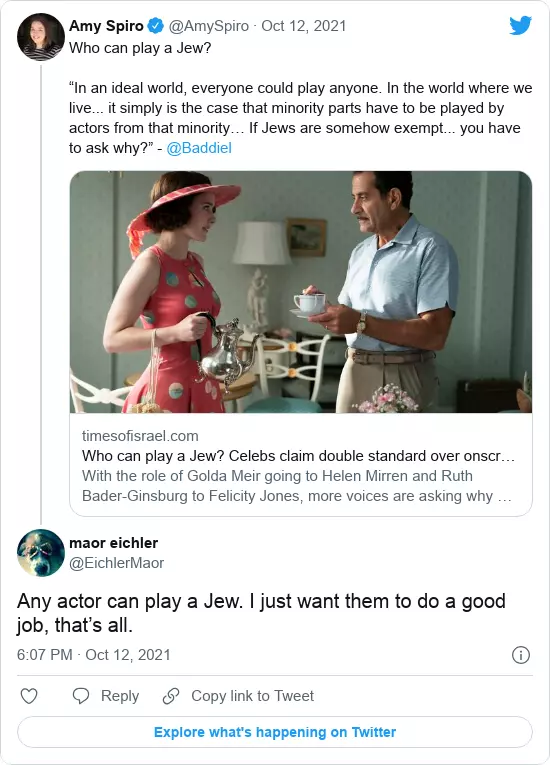 Amy Spiro @AmySpiro · Oct 12, 2021
Who can play a Jew?
“In an ideal world, everyone could play anyone. In the world where we
live... it simply is the case that minority parts have to be played by
actors from that minority… If Jews are somehow exempt... you have
to ask why?” - @Baddiel
timesofisrael.com
Who can play a Jew? Celebs claim double standard over onscr…
With the role of Golda Meir going to Helen Mirren and Ruth
Bader-Ginsburg to Felicity Jones, more voices are asking why …
maor eichler
@EichlerMaor
Any actor can play a Jew. I just want them to do a good
job, that’s all.
6:07 PM · Oct 12, 2021
Reply
Copy link to Tweet
Explore what's happening on Twitter